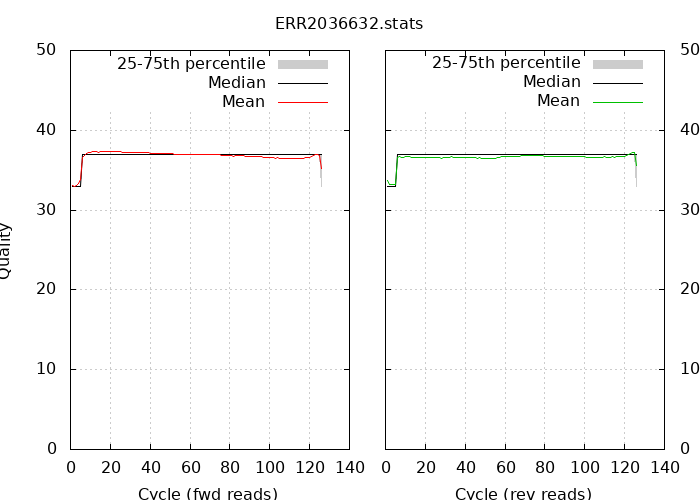 ERR2036632.stats
50
40
30
20
10
0
Quality
25-75th percentile
Median
Mean
0 20 40 60 80 100 120 140
Cycle (fwd reads)
25-75th percentile
Median
Mean
0 20 40 60 80 100 120 140
Cycle (rev reads)
50
40
30
20
10
0